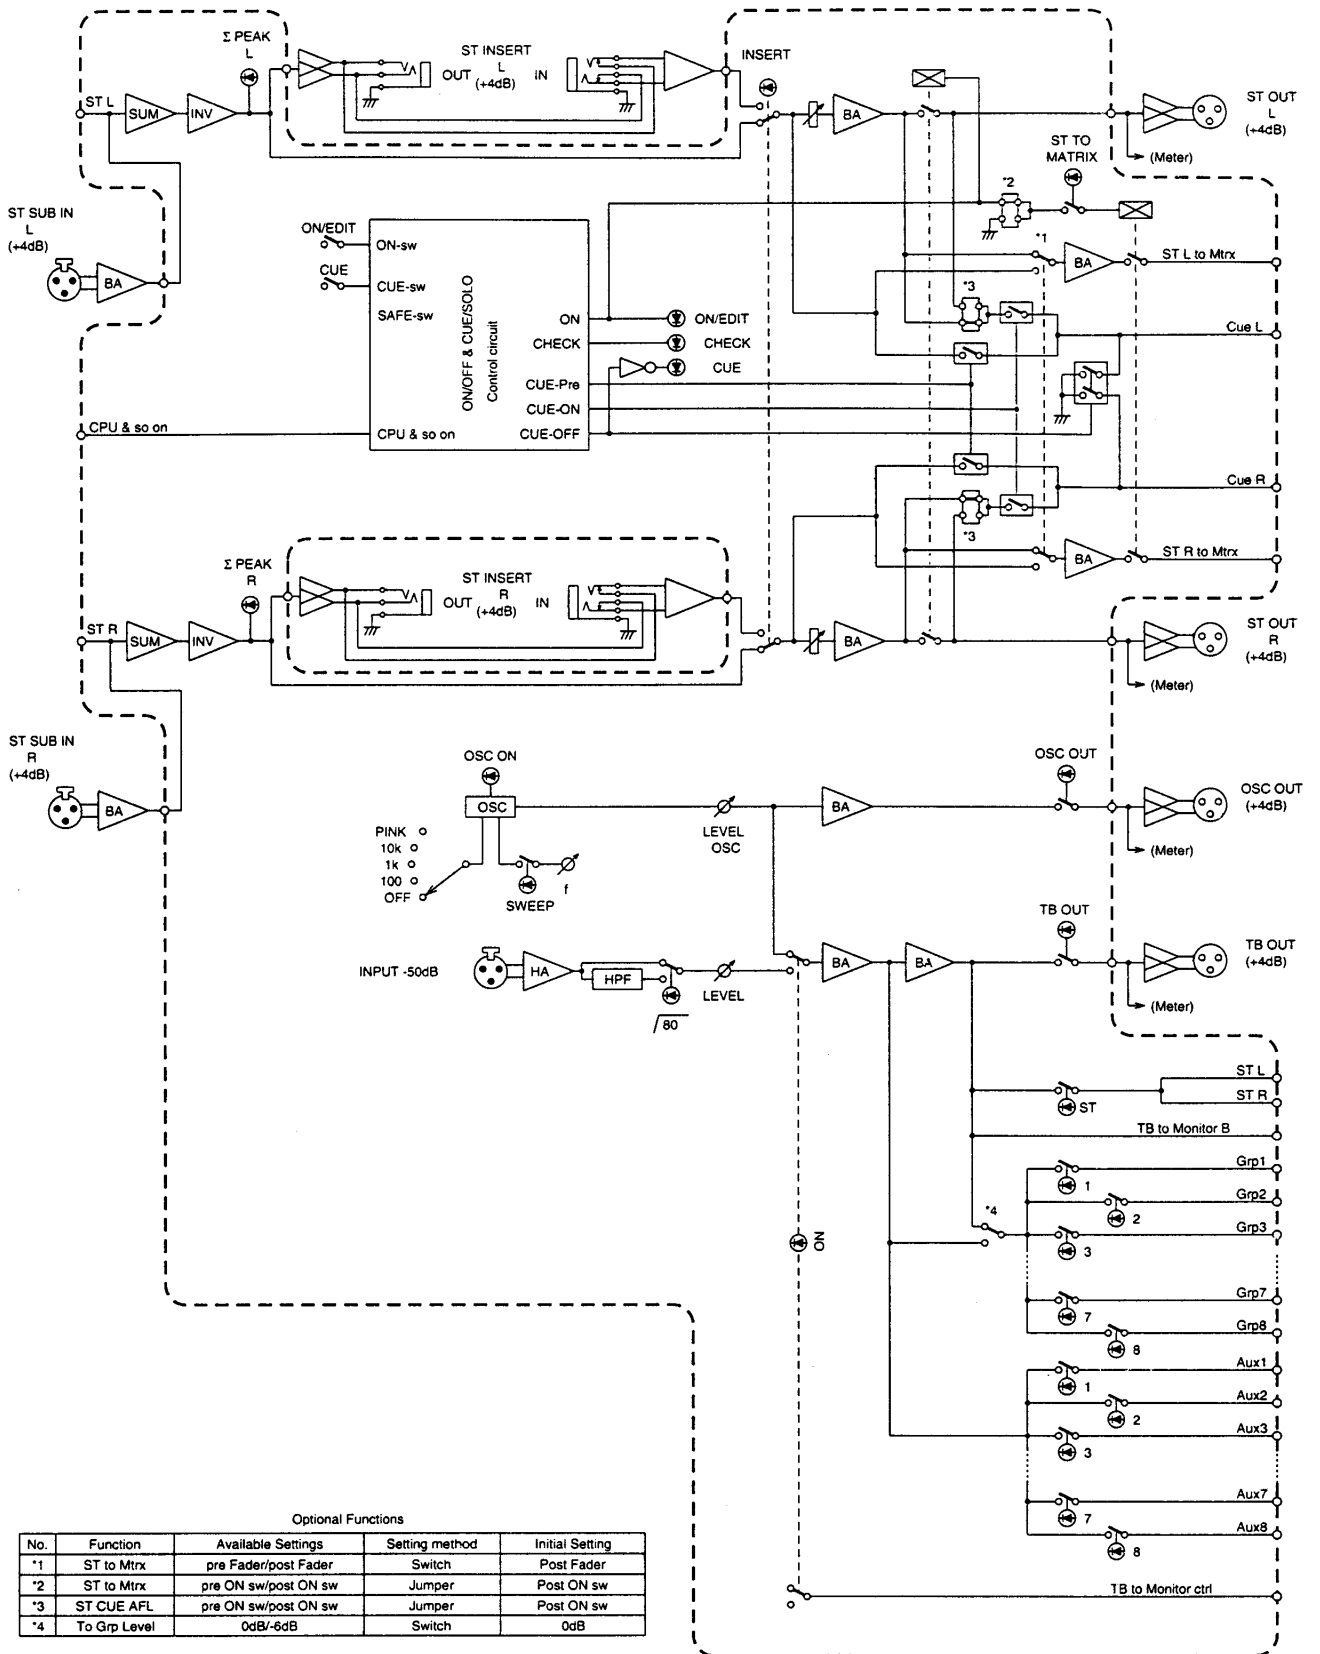 Σ PEAK
L
ST INSERT
L
(+4dB)
OUT
IN
INSERT
ST L
SUM
INV
BA
ST OUT
L
(+4dB)
(Meter)
ST TO
MATRIX
*2
ST SUB IN
L
(+4dB)
BA
ON/EDIT
CUE
ON-sw
CUE-sw
SAFE-sw
ON/OFF & CUE/SOLO
Control circuit
ON
CHECK
CUE-Pre
CUE-ON
CUE-OFF
CPU & so on
CPU & so on
ON/EDIT
CHECK
CUE
*1
BA
ST L to Mtrx
*3
Cue L
Cue R
*3
BA
ST R to Mtrx
Σ PEAK
R
ST INSERT
R
(+4dB)
OUT
IN
ST R
SUM
INV
BA
ST OUT
R
(+4dB)
(Meter)
ST SUB IN
R
(+4dB)
BA
OSC ON
OSC
PINK
10k
1k
100
OFF
SWEEP
f
LEVEL
OSC
BA
OSC OUT
OSC OUT
(+4dB)
(Meter)
INPUT -50dB
HA
HPF
80
LEVEL
BA
BA
TB OUT
TB OUT
(+4dB)
(Meter)
ST
ST L
ST R
TB to Monitor B
*4
ON
1
Grp1
2
Grp2
3
Grp3
7
Grp7
8
Grp8
1
Aux1
2
Aux2
3
Aux3
7
Aux7
8
Aux8
TB to Monitor ctrl
Optional Functions
No. Function Available Settings Setting method Initial Setting
*1 ST to Mtrx pre Fader/post Fader Switch Post Fader
*2 ST to Mtrx pre ON sw/post ON sw Jumper Post ON sw
*3 ST CUE AFL pre ON sw/post ON sw Jumper Post ON sw
*4 To Grp Level 0dB/-6dB Switch 0dB